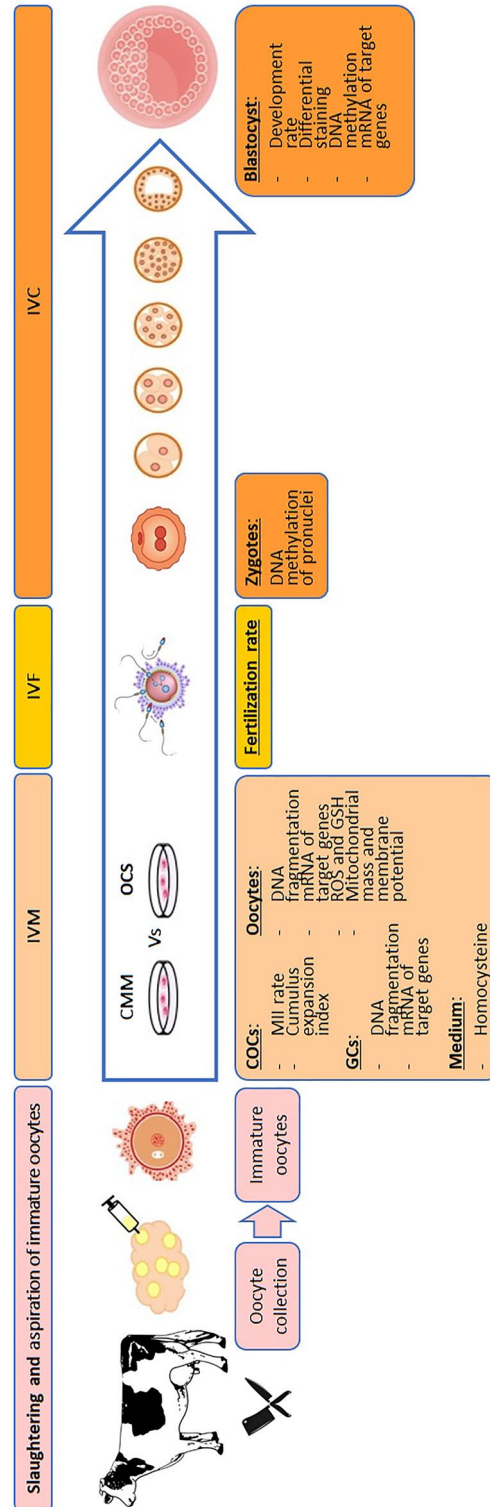 Slaughtering and aspiration of immature oocytes
IVM
IVF
IVC
CMM
Vs
OCS
Oocyte
collection
Immature
oocytes
COCs:
- MII rate
- Cumulus
expansion
index
GCs:
- DNA
fragmentation
- mRNA of
target genes
Medium:
- Homocysteine
Oocytes:
- DNA
fragmentation
- mRNA of
target genes
- ROS and GSH
- Mitochondrial
mass and
membrane
potential
Fertilization rate
Zygotes:
DNA
methylation
of pronuclei
Blastocyst:
- Development
rate
- Differential
staining
- DNA
methylation
- mRNA of target
genes